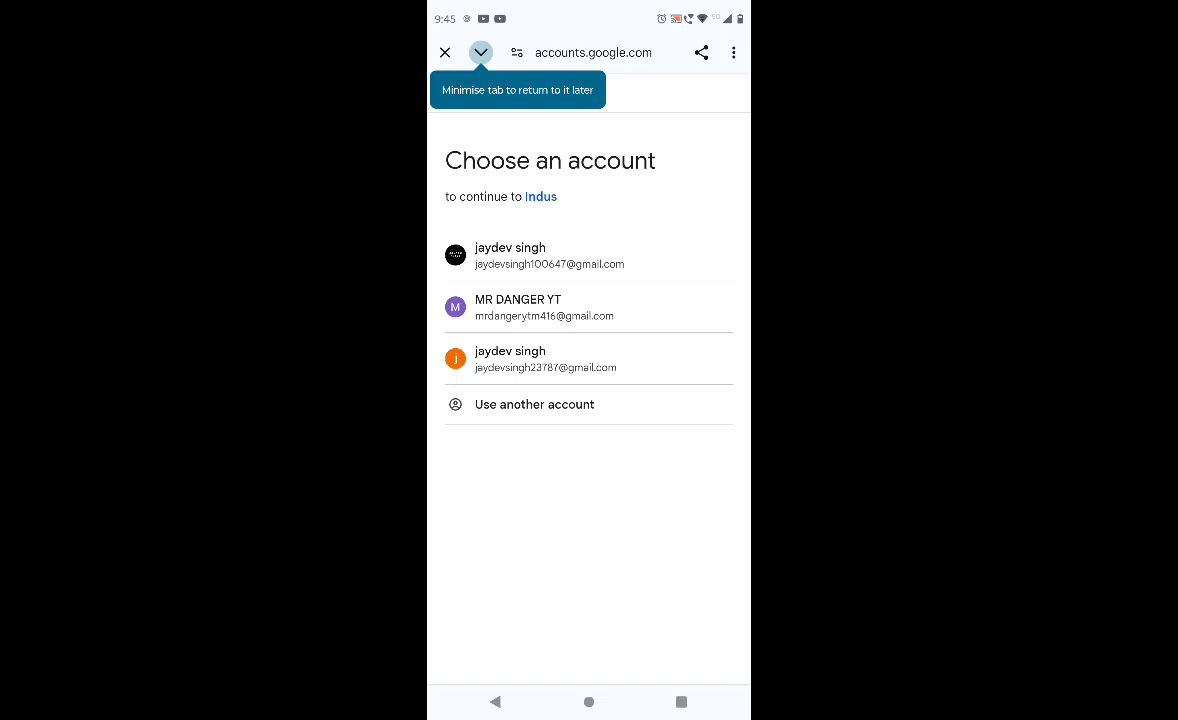 9:45
accounts.google.com
Minimise tab to return to it later
Choose an account
to continue to Indus
jaydev singh
jaydevsingh100647@gmail.com
M
MR DANGER YT
mrdangerytm416@gmail.com
j
jaydev singh
jaydevsingh23787@gmail.com
Use another account